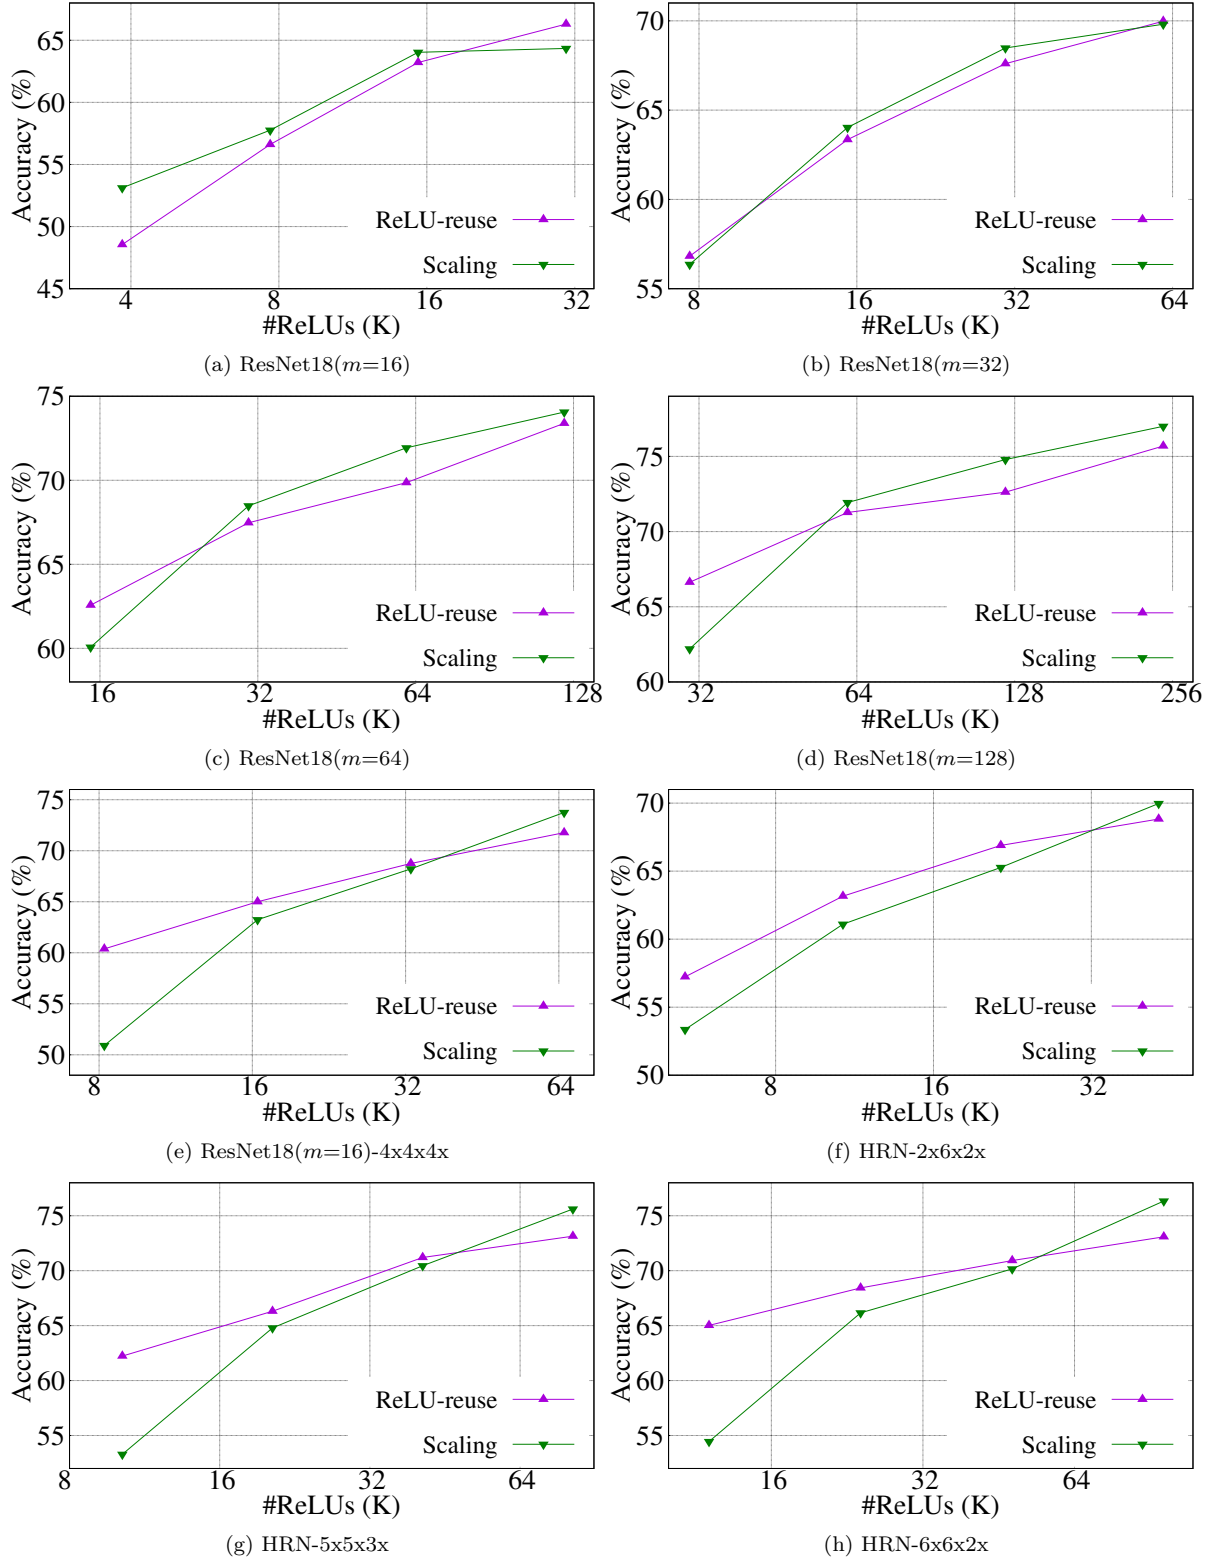 65
60
55
50
45
Accuracy (%)
ReLU-reuse
Scaling
4 8 16 32
#ReLUs (K)
(a) ResNet18(m=16)
70
65
60
55
Accuracy (%)
ReLU-reuse
Scaling
8 16 32 64
#ReLUs (K)
(b) ResNet18(m=32)
75
70
65
60
Accuracy (%)
ReLU-reuse
Scaling
16 32 64 128
#ReLUs (K)
(c) ResNet18(m=64)
75
70
65
60
Accuracy (%)
ReLU-reuse
Scaling
32 64 128 256
#ReLUs (K)
(d) ResNet18(m=128)
75
70
65
60
55
50
Accuracy (%)
ReLU-reuse
Scaling
8 16 32 64
#ReLUs (K)
(e) ResNet18(m=16)-4x4x4x
70
65
60
55
50
Accuracy (%)
ReLU-reuse
Scaling
8 16 32
#ReLUs (K)
(f) HRN-2x6x2x
75
70
65
60
55
Accuracy (%)
ReLU-reuse
Scaling
8 16 32 64
#ReLUs (K)
(g) HRN-5x5x3x
75
70
65
60
55
Accuracy (%)
ReLU-reuse
Scaling
16 32 64
#ReLUs (K)
(h) HRN-6x6x2x